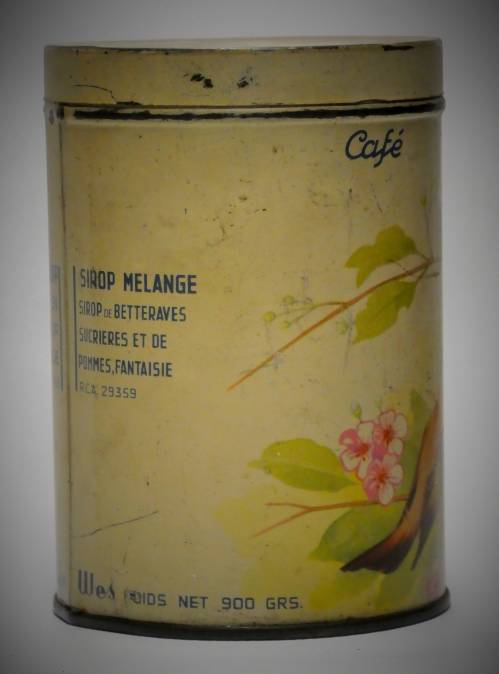 Café
SIROP MELANGE
SIROP DE BETTERAVES
SUCRIERES ET DE
POMMES, FANTAISIE
R.C.A. 29359
Wes POIDS NET 900 GRS.